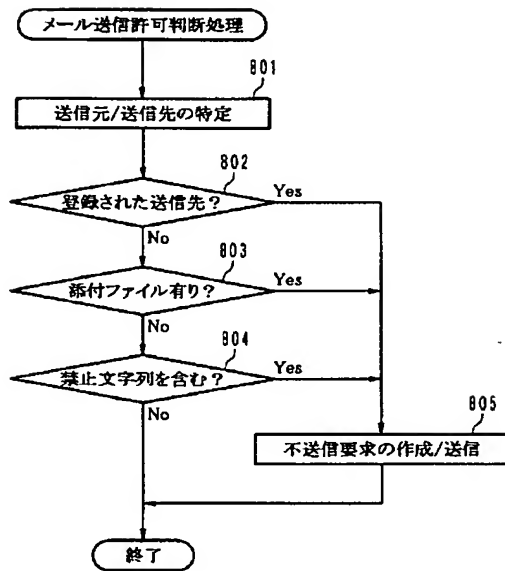 メール送信許可判断処理
801
送信元/送信先の特定
802
登録された送信先?
Yes
No
803
添付ファイル有り?
Yes
No
804
禁止文字列を含む?
Yes
No
805
不送信要求の作成/送信
終了